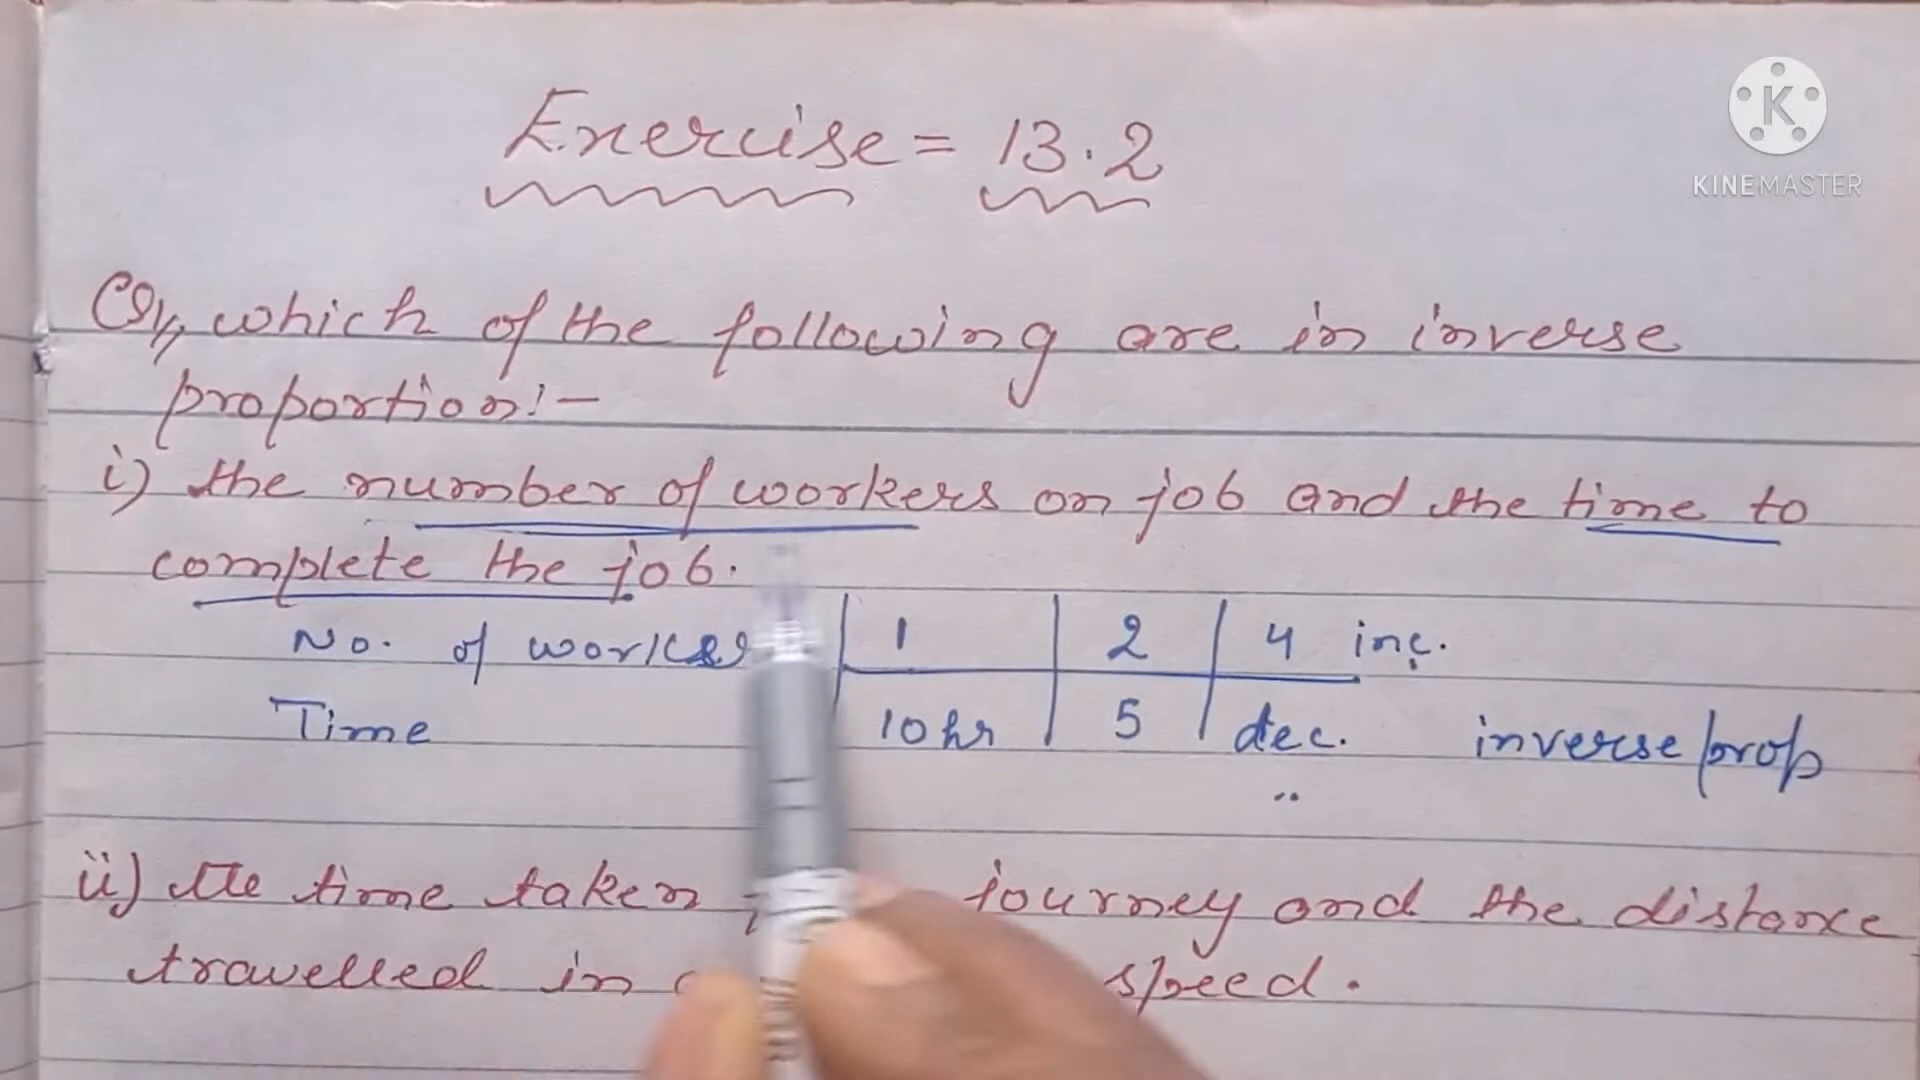 Exercise = 13.2
KINEMASTER
Q1, which of the following are in inverse
proportion:-
i) the number of workers on job and the time to
complete the job.
No. of workers 1 2 4 inc.
Time 10hr 5 dec. inverse prop
ii) the time taken journey and the distance
travelled in speed.